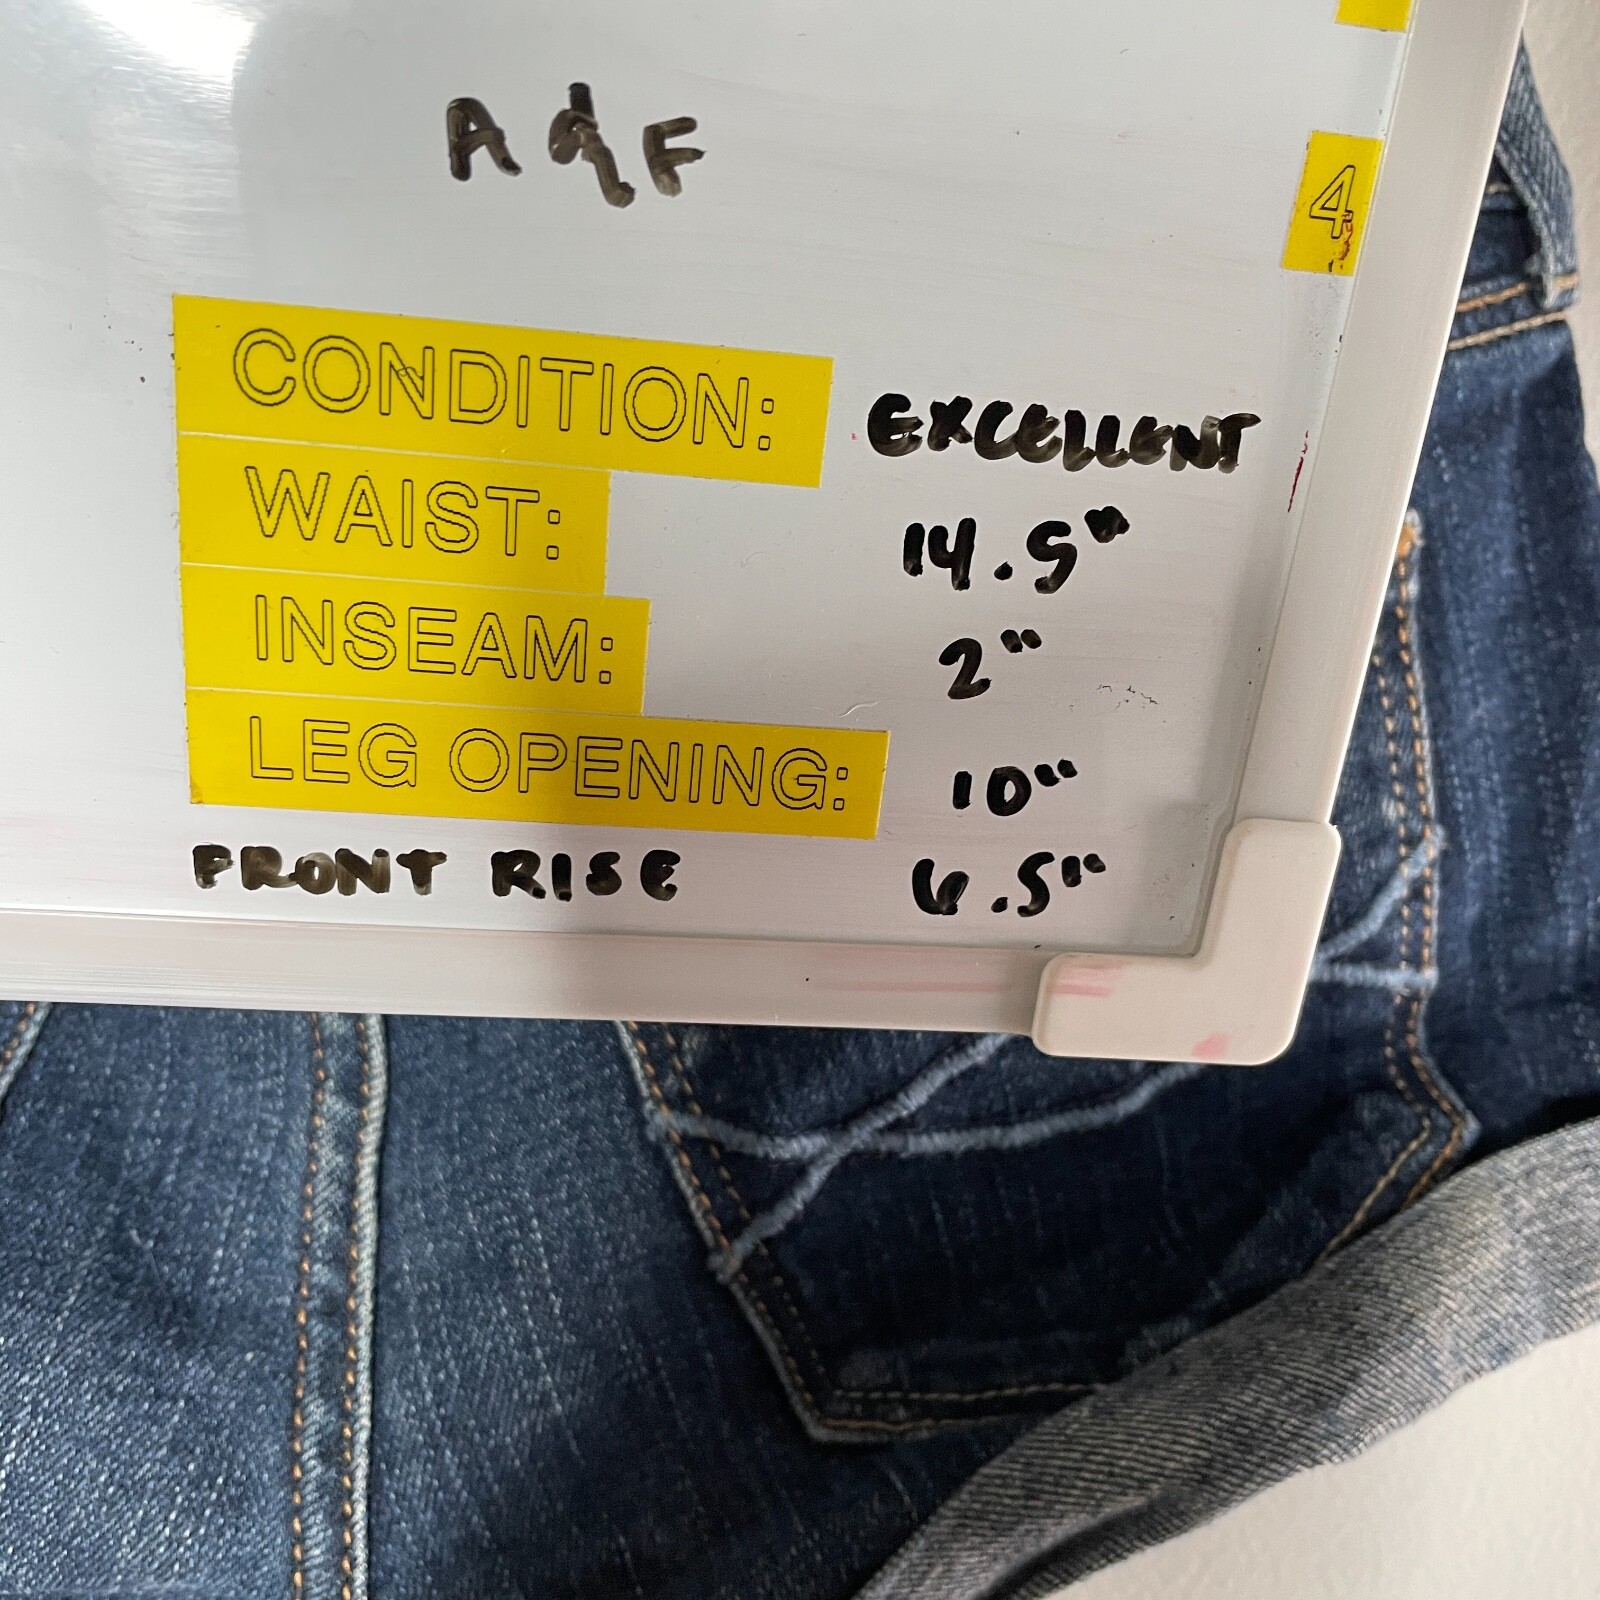 A & F
4
CONDITION: EXCELLENT
WAIST: 14.5"
INSEAM: 2"
LEG OPENING: 10"
FRONT RISE 6.5"